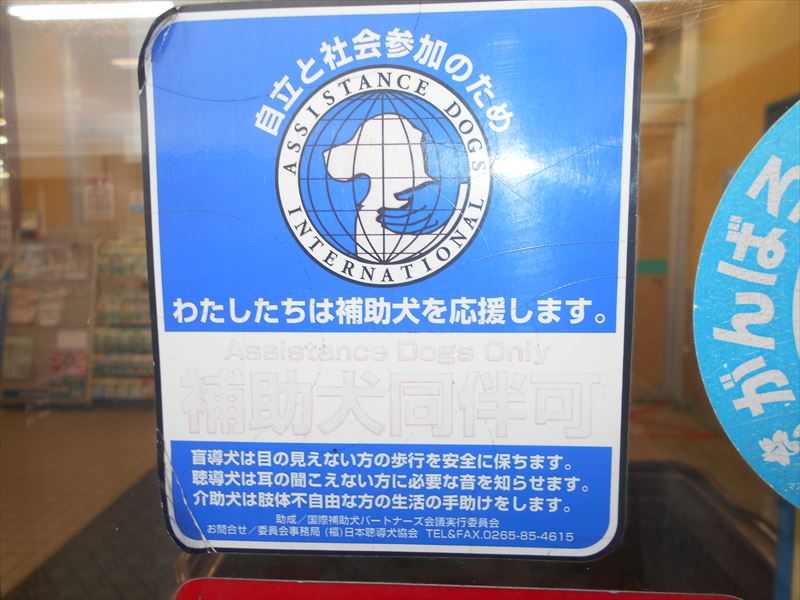 自立と社会参加のため
ASSISTANCE DOGS
INTERNATIONAL
わたしたちは補助犬を応援します。
Assistance Dogs Only
補助犬同伴可
盲導犬は目の見えない方の歩行を安全に保ちます。
聴導犬は耳の聞こえない方に必要な音を知らせます。
介助犬は肢体不自由な方の生活の手助けをします。
助成／国際補助犬パートナーズ会議実行委員会
お問合せ／委員会事務局 (福)日本聴導犬協会 TEL&FAX.0265-85-4615
がんばろ